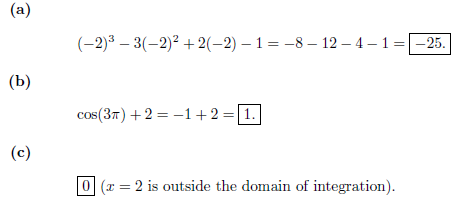 (a)
(−2)³ − 3(−2)² + 2(−2) − 1 = −8 − 12 − 4 − 1 = −25.
(b)
cos(3π) + 2 = −1 + 2 = 1.
(c)
0 (x = 2 is outside the domain of integration).